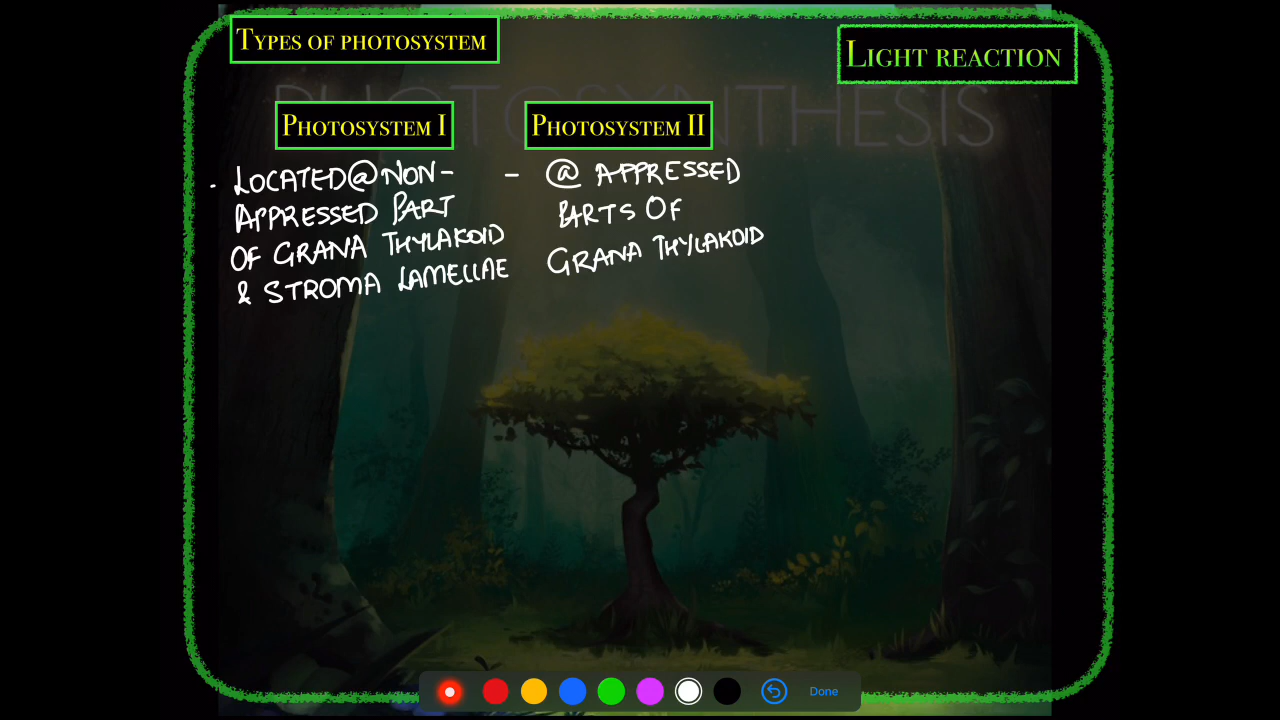 TYPES OF PHOTOSYSTEM
LIGHT REACTION
PHOTOSYNTHESIS
PHOTOSYSTEM I
· LOCATED@NON-
APPRESSED PART
OF GRANA THYLAKOID
& STROMA LAMELLAE
PHOTOSYSTEM II
- @ APPRESSED
PARTS OF
GRANA THYLAKOID
Done